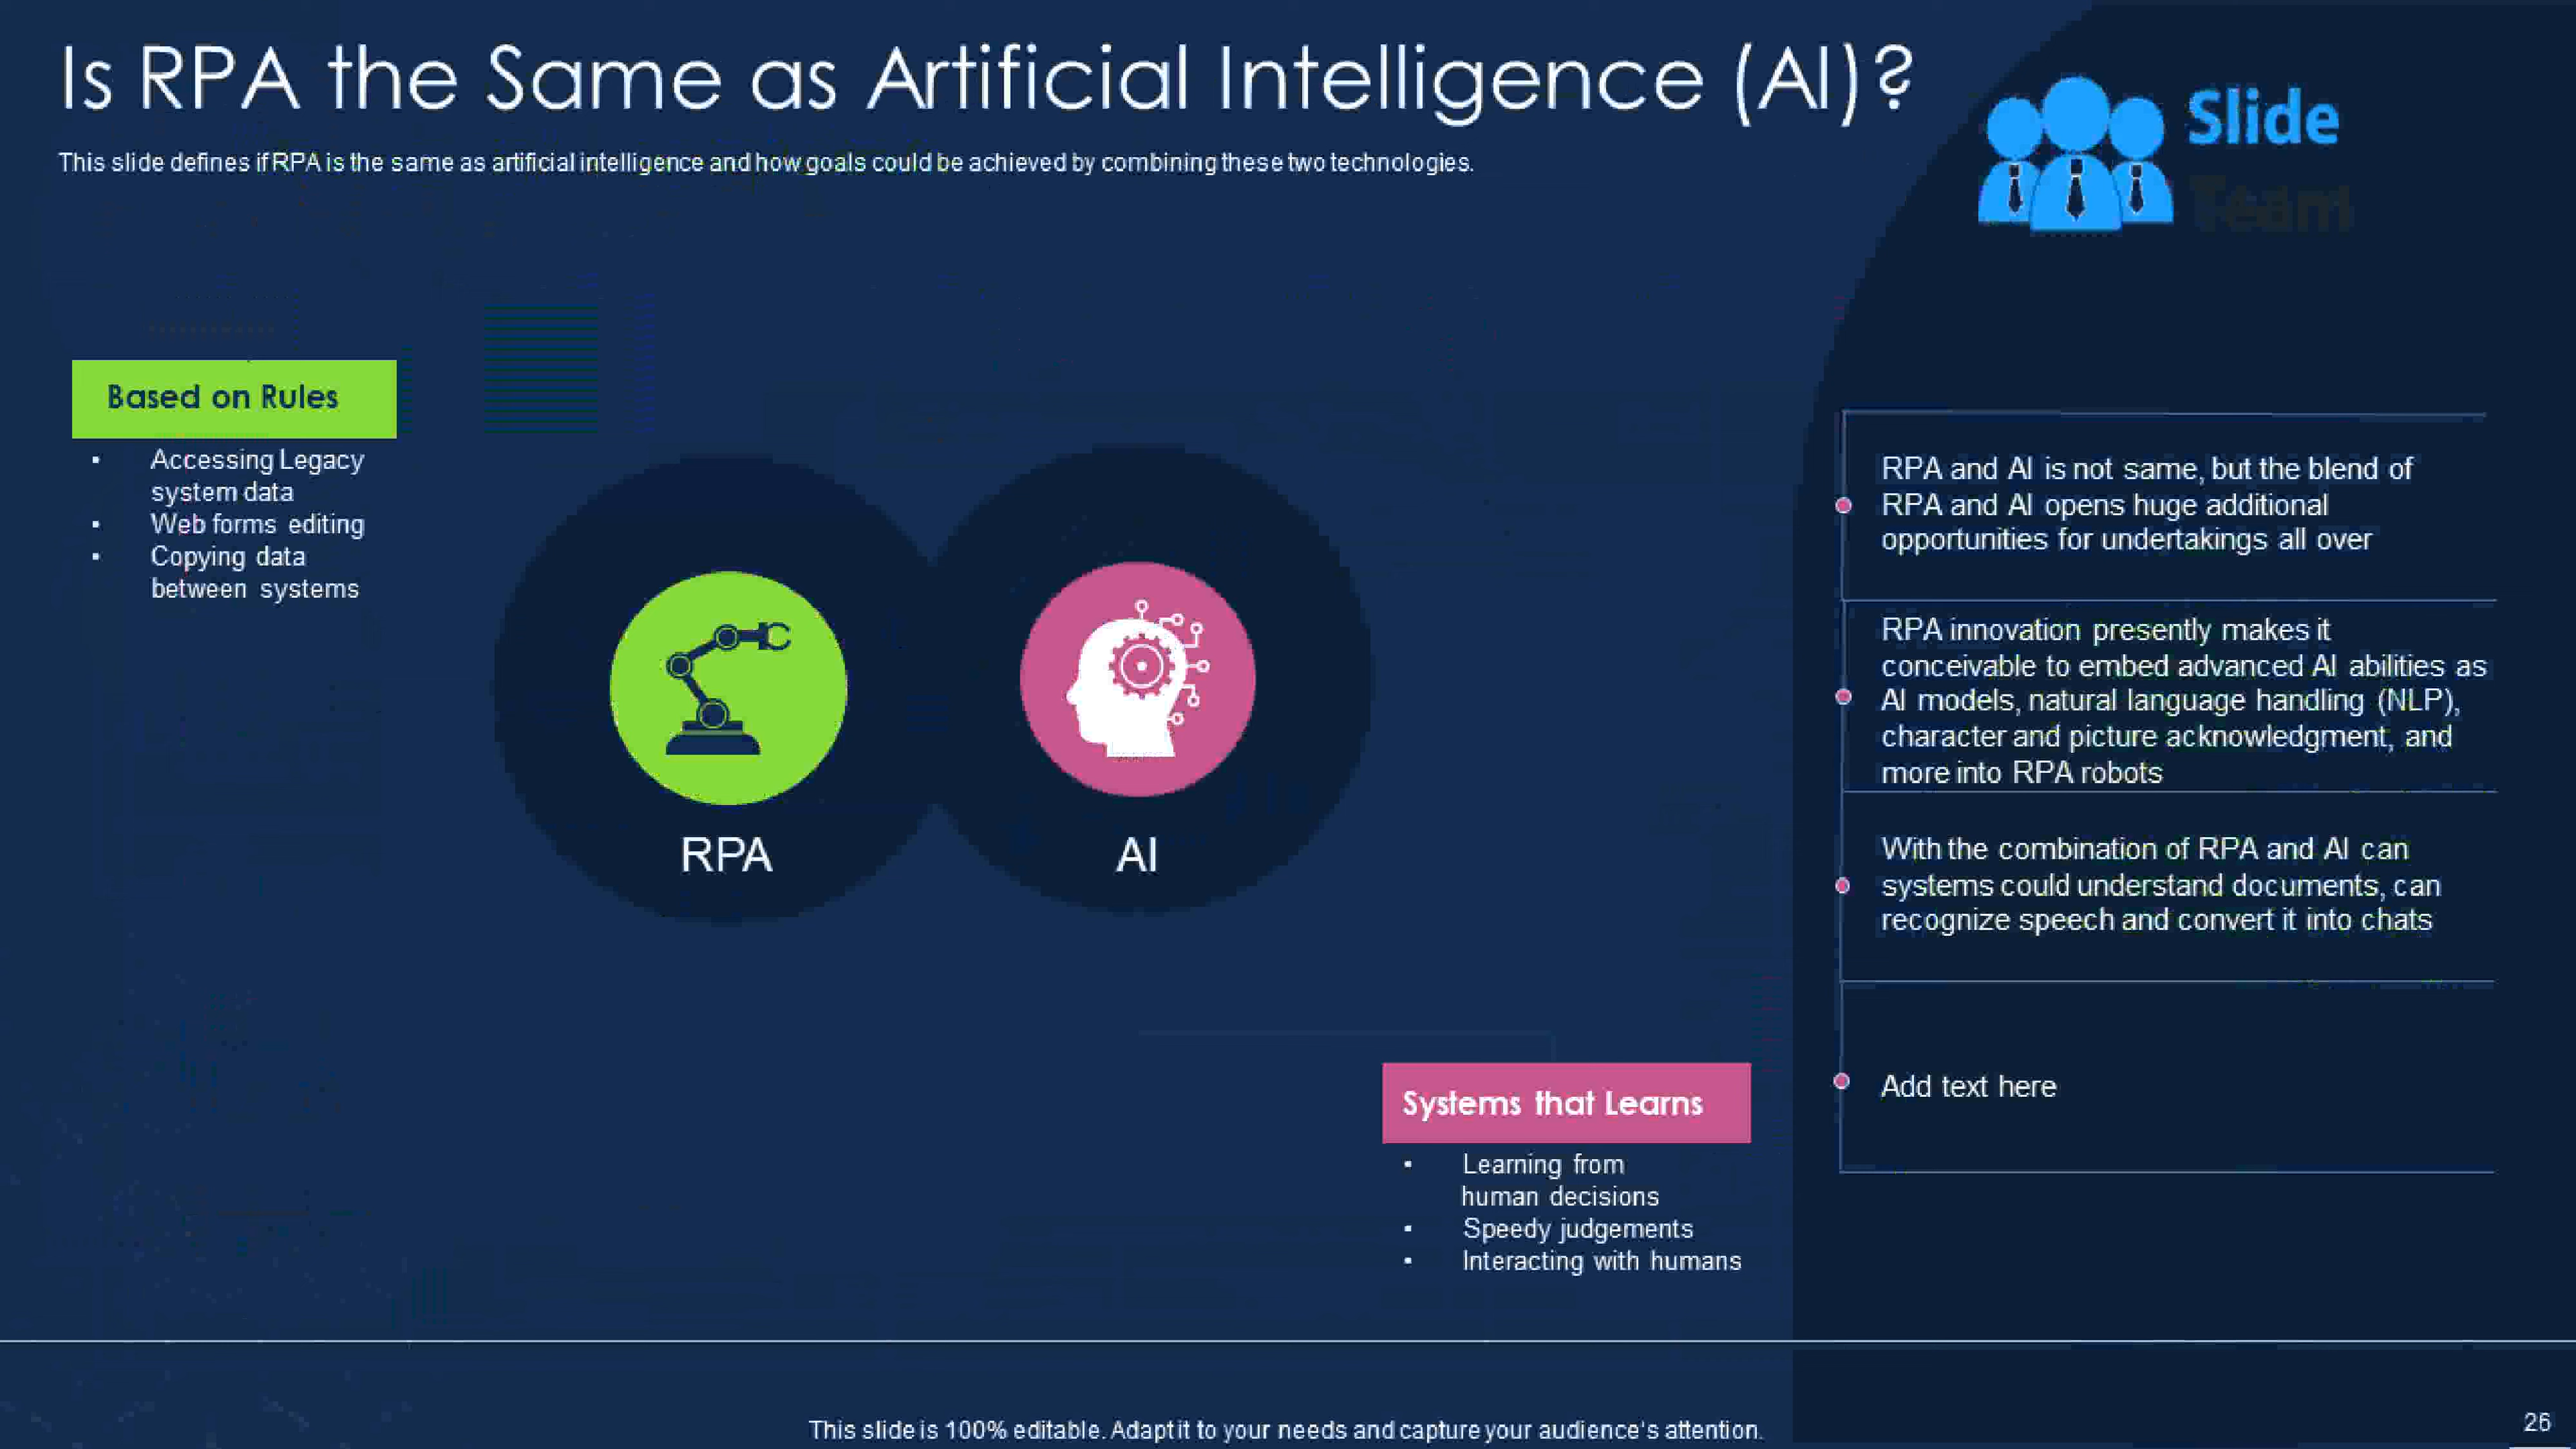 Is RPA the Same as Artificial Intelligence (AI)?
This slide defines if RPA is the same as artificial intelligence and how goals could be achieved by combining these two technologies.
Slide
Team
Based on Rules
▪ Accessing Legacy
system data
▪ Web forms editing
▪ Copying data
between systems
RPA
AI
Systems that Learns
▪ Learning from
human decisions
▪ Speedy judgements
▪ Interacting with humans
RPA and AI is not same, but the blend of
RPA and AI opens huge additional
opportunities for undertakings all over
RPA innovation presently makes it
conceivable to embed advanced AI abilities as
AI models, natural language handling (NLP),
character and picture acknowledgment, and
more into RPA robots
With the combination of RPA and AI can
systems could understand documents, can
recognize speech and convert it into chats
Add text here
This slide is 100% editable. Adapt it to your needs and capture your audience's attention.
26